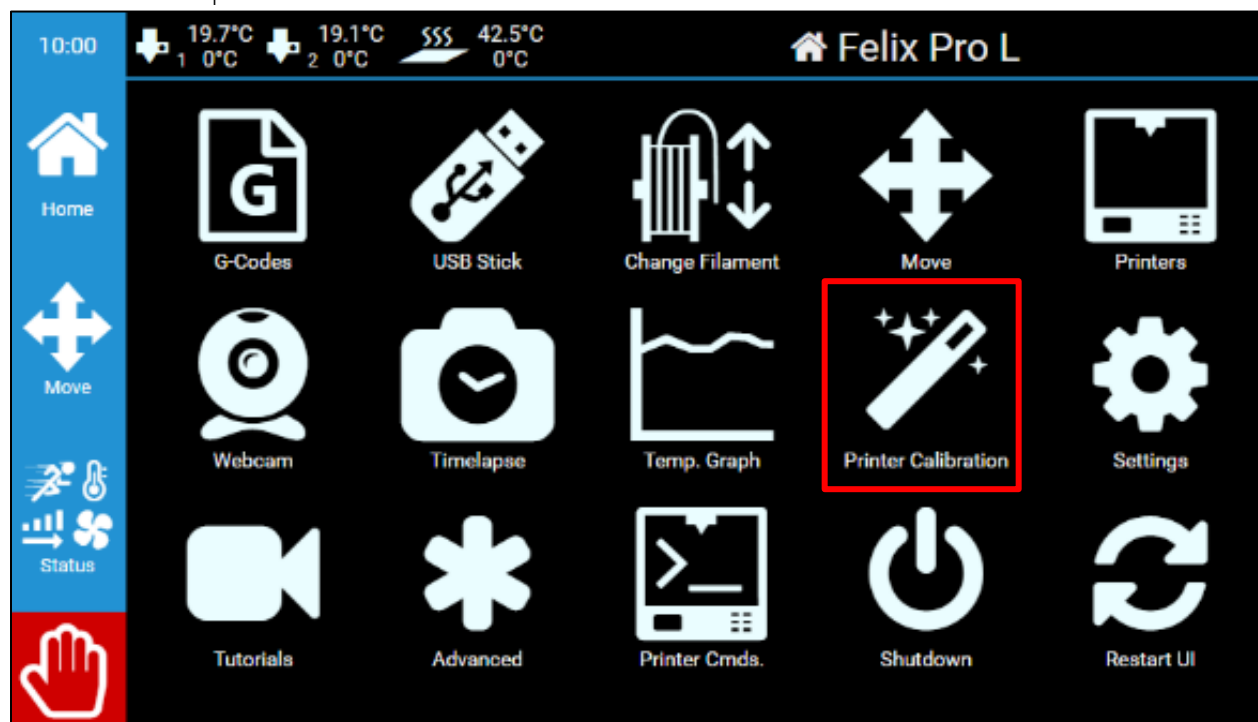 10:00
1 19.7°C 0°C 2 19.1°C 0°C 42.5°C 0°C
Felix Pro L
Home
Move
Status
G
G-Codes USB Stick Change Filament Move Printers
Webcam Timelapse Temp. Graph Printer Calibration Settings
Tutorials Advanced Printer Cmds. Shutdown Restart UI